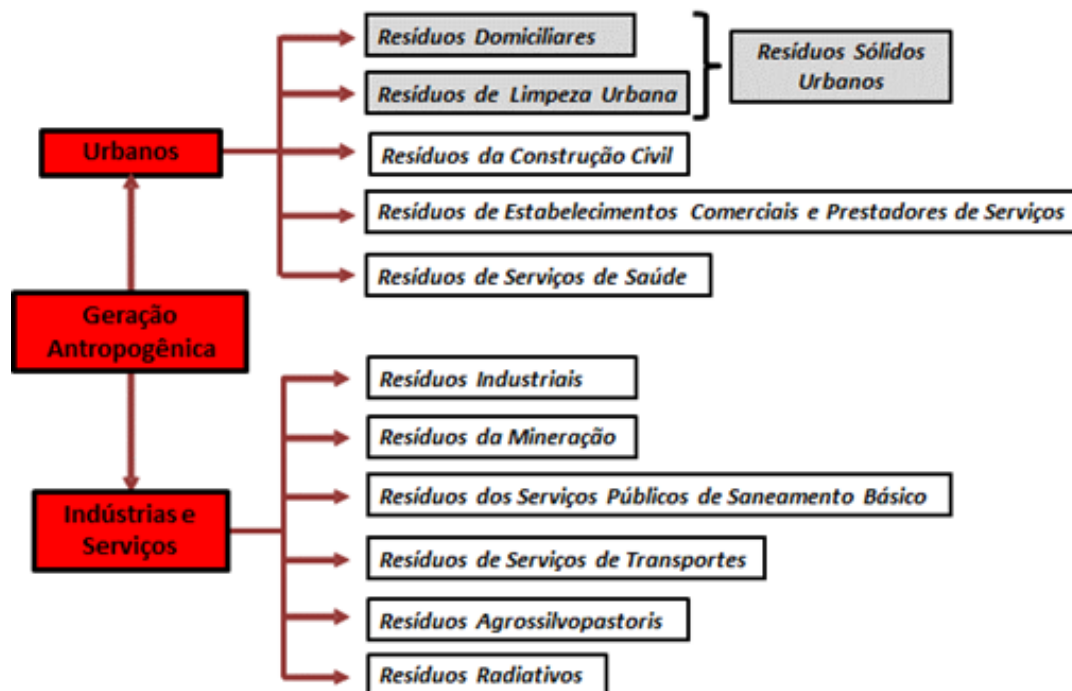 Resíduos Domiciliares
Resíduos de Limpeza Urbana
Resíduos Sólidos
Urbanos
Urbanos
Resíduos da Construção Civil
Resíduos de Estabelecimentos Comerciais e Prestadores de Serviços
Resíduos de Serviços de Saúde
Geração
Antropogênica
Resíduos Industriais
Resíduos da Mineração
Resíduos dos Serviços Públicos de Saneamento Básico
Indústrias e
Serviços
Resíduos de Serviços de Transportes
Resíduos Agrossilvopastoris
Resíduos Radiativos